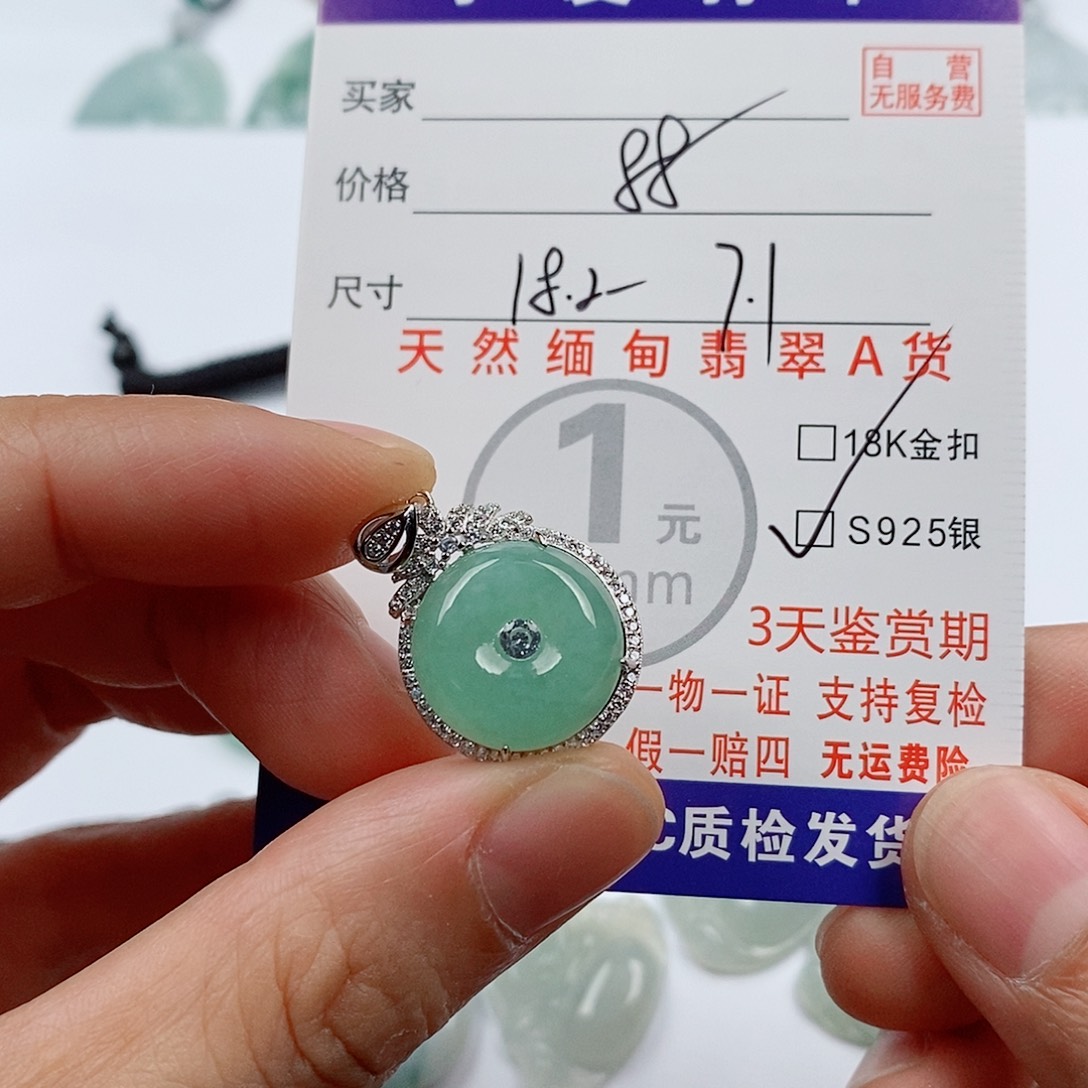 买家
自营
无服务费
价格 88
尺寸 18.2 7.1
天然缅甸翡翠A货
1元
mm
18K金扣
S925银
3天鉴赏期
一物一证 支持复检
假一赔四 无运费险
C质检发货